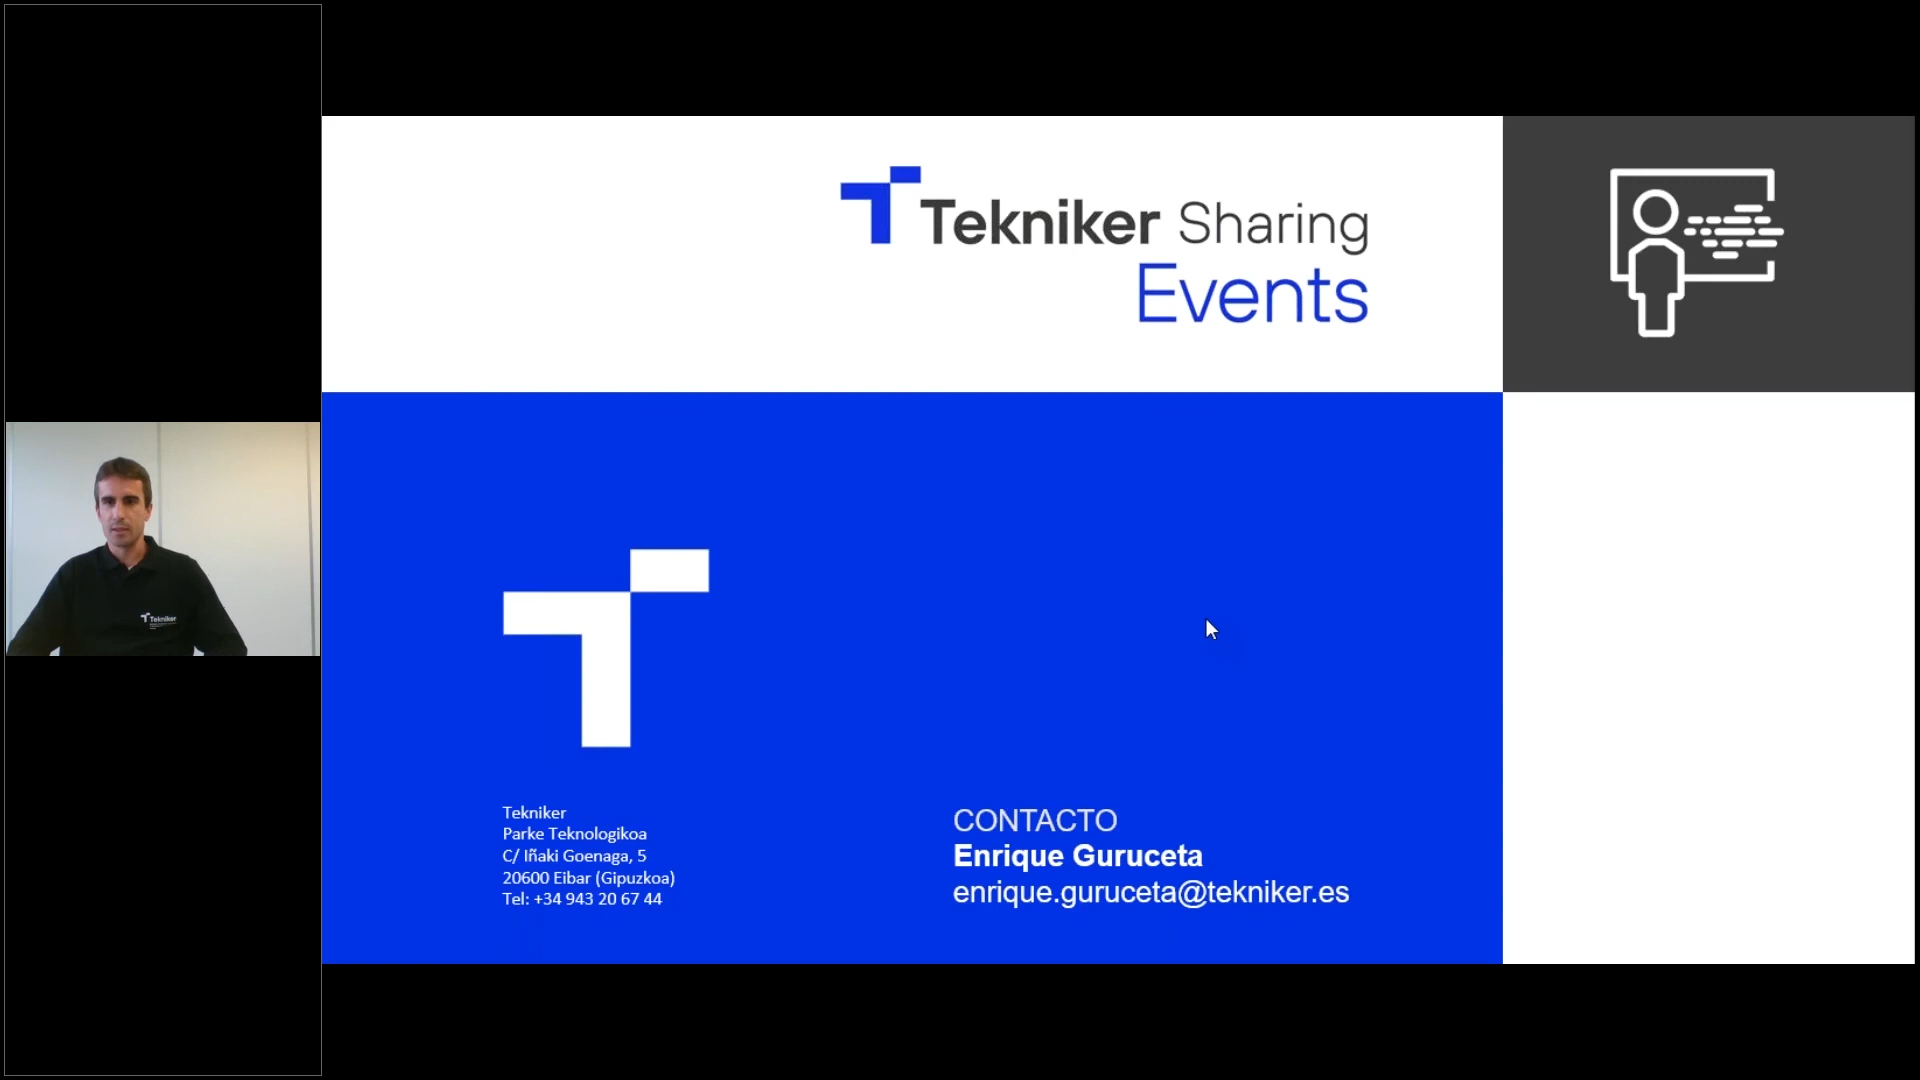 Tekniker Sharing
Events
Tekniker
Tekniker
Parke Teknologikoa
C/ Iñaki Goenaga, 5
20600 Eibar (Gipuzkoa)
Tel: +34 943 20 67 44
CONTACTO
Enrique Guruceta
enrique.guruceta@tekniker.es